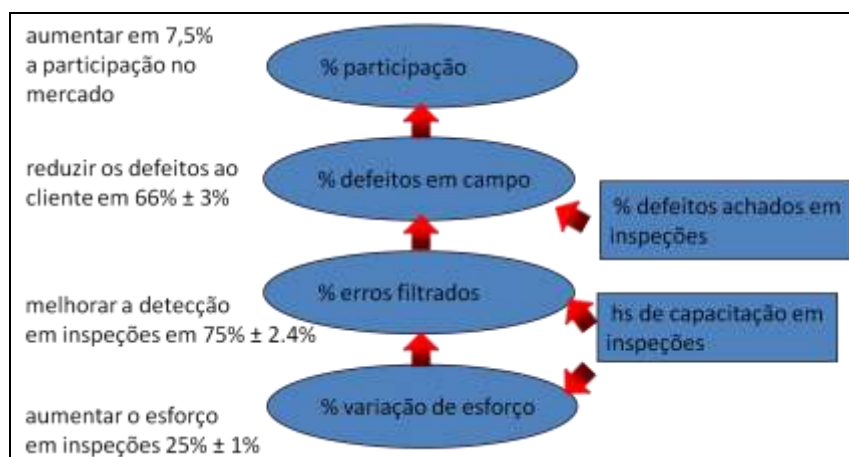 aumentar em 7,5%
a participação no
mercado
% participação
reduzir os defeitos ao
cliente em 66% ± 3%
% defeitos em campo
% defeitos achados em
inspeções
melhorar a detecção
em inspeções em 75% ± 2.4%
% erros filtrados
hs de capacitação em
inspeções
aumentar o esforço
em inspeções 25% ± 1%
% variação de esforço